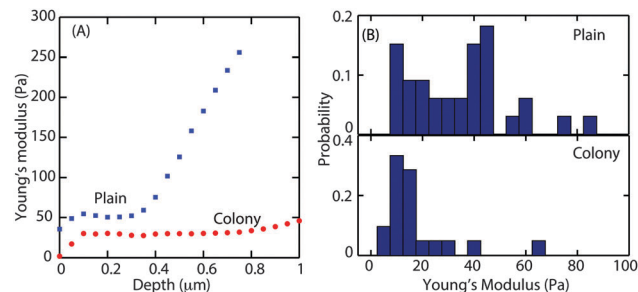 (A)
Young's modulus (Pa)
300
250
200
150
100
50
0
Plain
Colony
0 0.2 0.4 0.6 0.8 1
Depth (μm)
(B)
Plain
Probability
0.2
0.1
0
Colony
0.4
0.2
0
0 20 40 60 80 100
Young's Modulus (Pa)